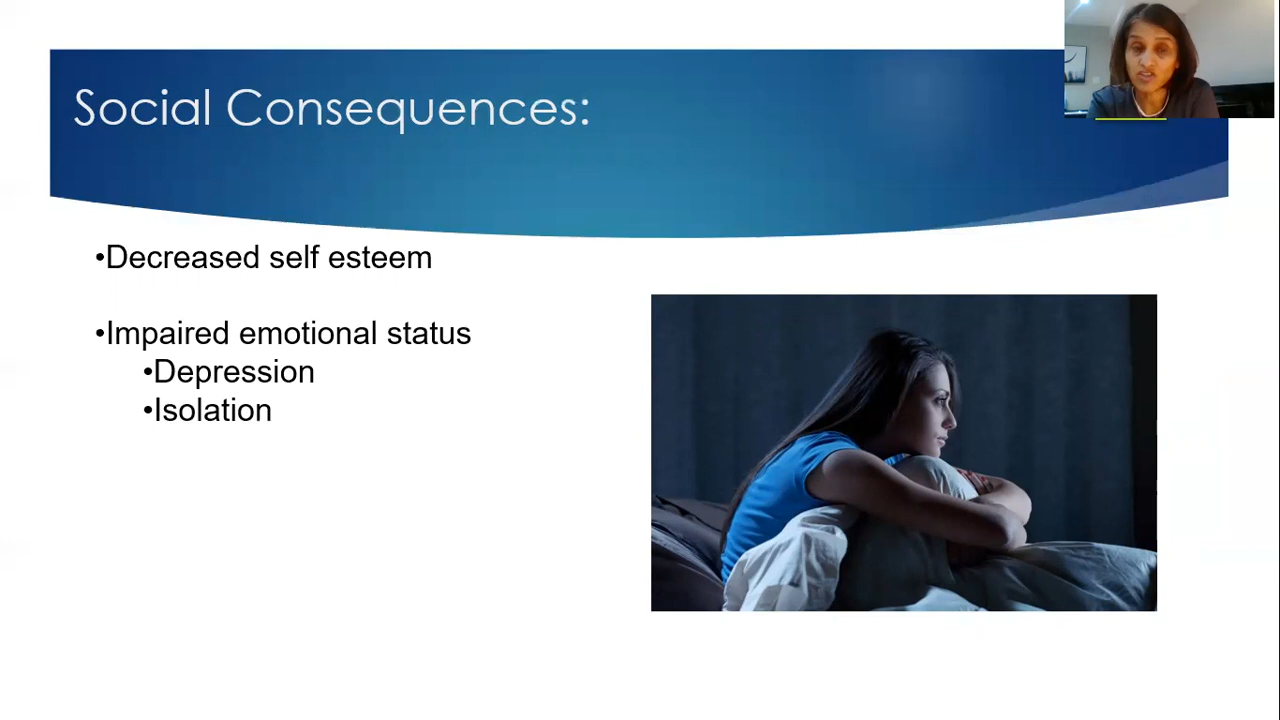 Social Consequences:
•Decreased self esteem
•Impaired emotional status
•Depression
•Isolation